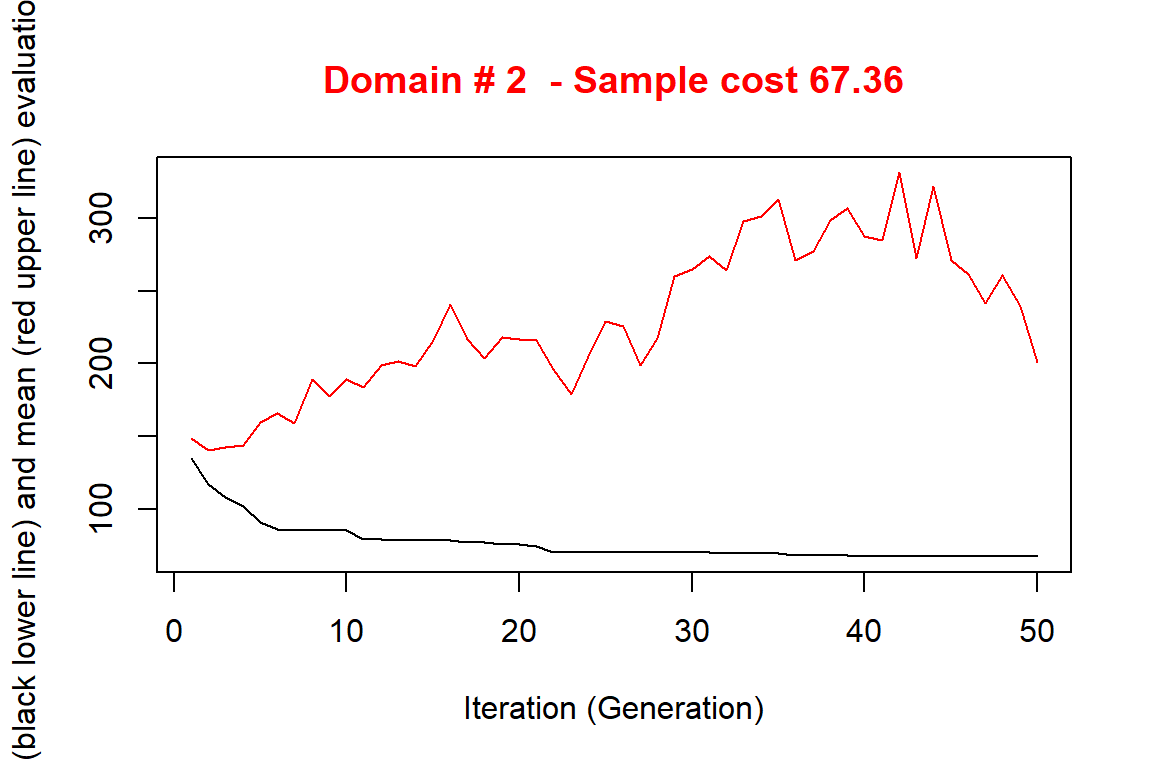 Domain # 2  - Sample cost 67.36
(black lower line) and mean (red upper line) evaluatio
300
200
100
0 10 20 30 40 50
Iteration (Generation)